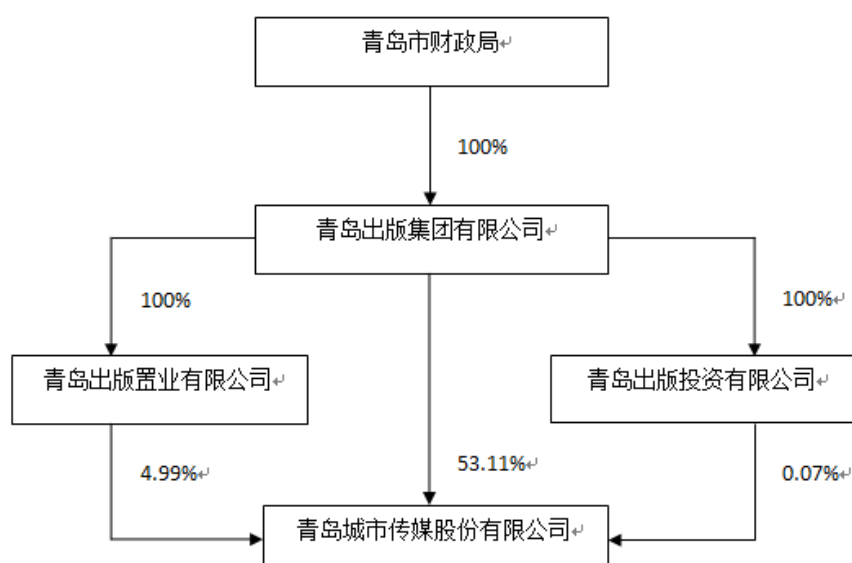 青岛市财政局↵
100%
青岛出版集团有限公司↵
100%
100%↵
青岛出版置业有限公司↵
青岛出版投资有限公司↵
4.99%↵
53.11%↵
0.07%↵
青岛城市传媒股份有限公司↵